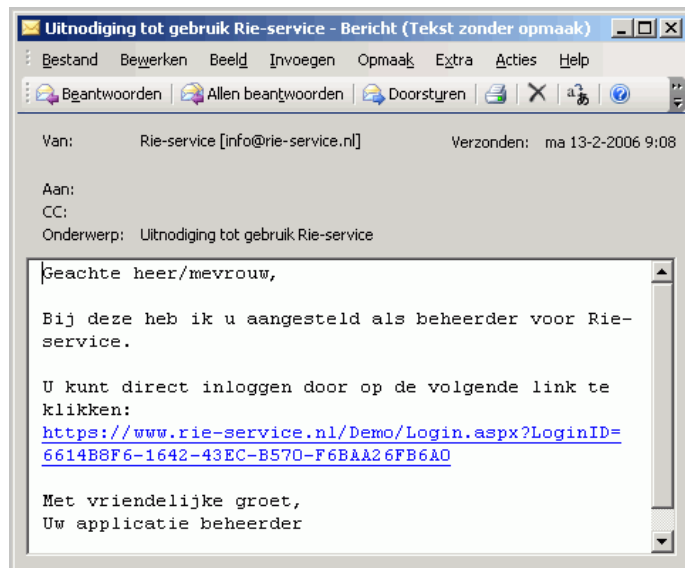 Uitnodiging tot gebruik Rie-service - Bericht (Tekst zonder opmaak)
Bestand Bewerken Beeld Invoegen Opmaak Extra Acties Help
Beantwoorden Allen beantwoorden Doorsturen
Van: Rie-service [info@rie-service.nl] Verzonden: ma 13-2-2006 9:08
Aan:
CC:
Onderwerp: Uitnodiging tot gebruik Rie-service
Geachte heer/mevrouw,
Bij deze heb ik u aangesteld als beheerder voor Rie-
service.
U kunt direct inloggen door op de volgende link te
klikken:
https://www.rie-service.nl/Demo/Login.aspx?LoginID=
6614B8F6-1642-43EC-B570-F6BAA26FB6A0
Met vriendelijke groet,
Uw applicatie beheerder